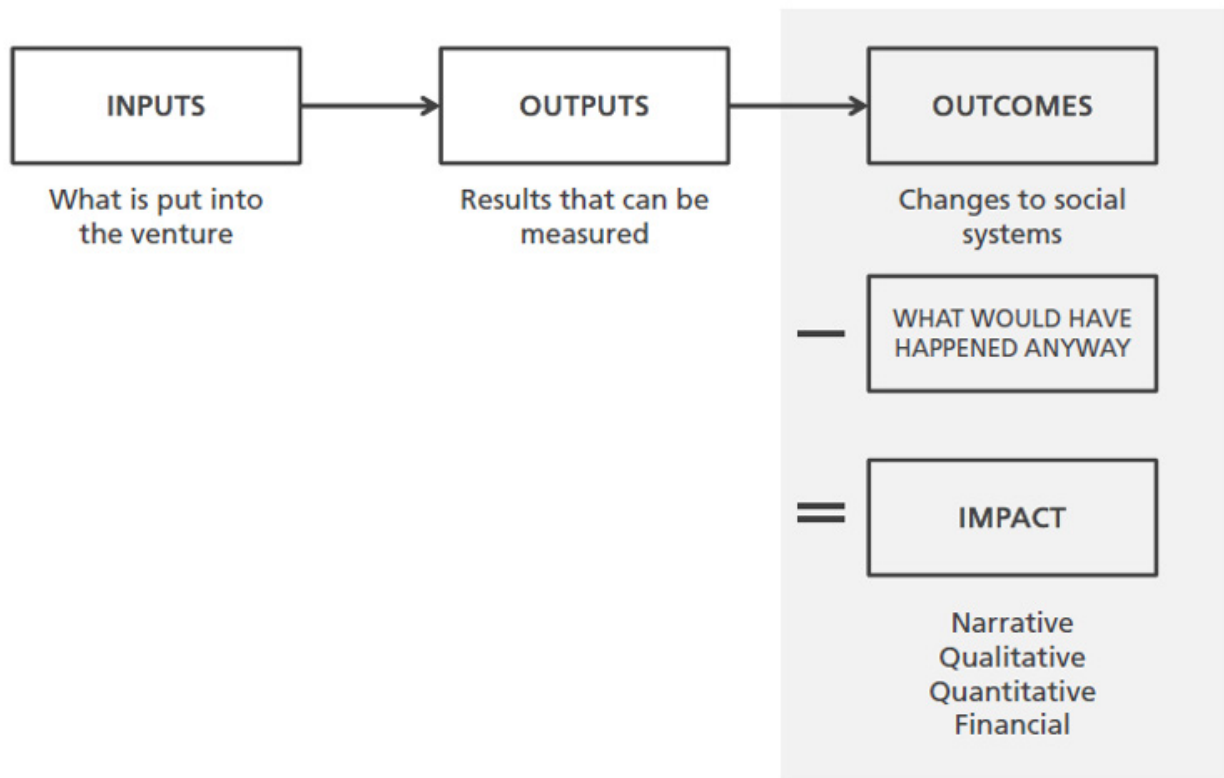 INPUTS
What is put into
the venture
OUTPUTS
Results that can be
measured
OUTCOMES
Changes to social
systems
—
WHAT WOULD HAVE
HAPPENED ANYWAY
=
IMPACT
Narrative
Qualitative
Quantitative
Financial